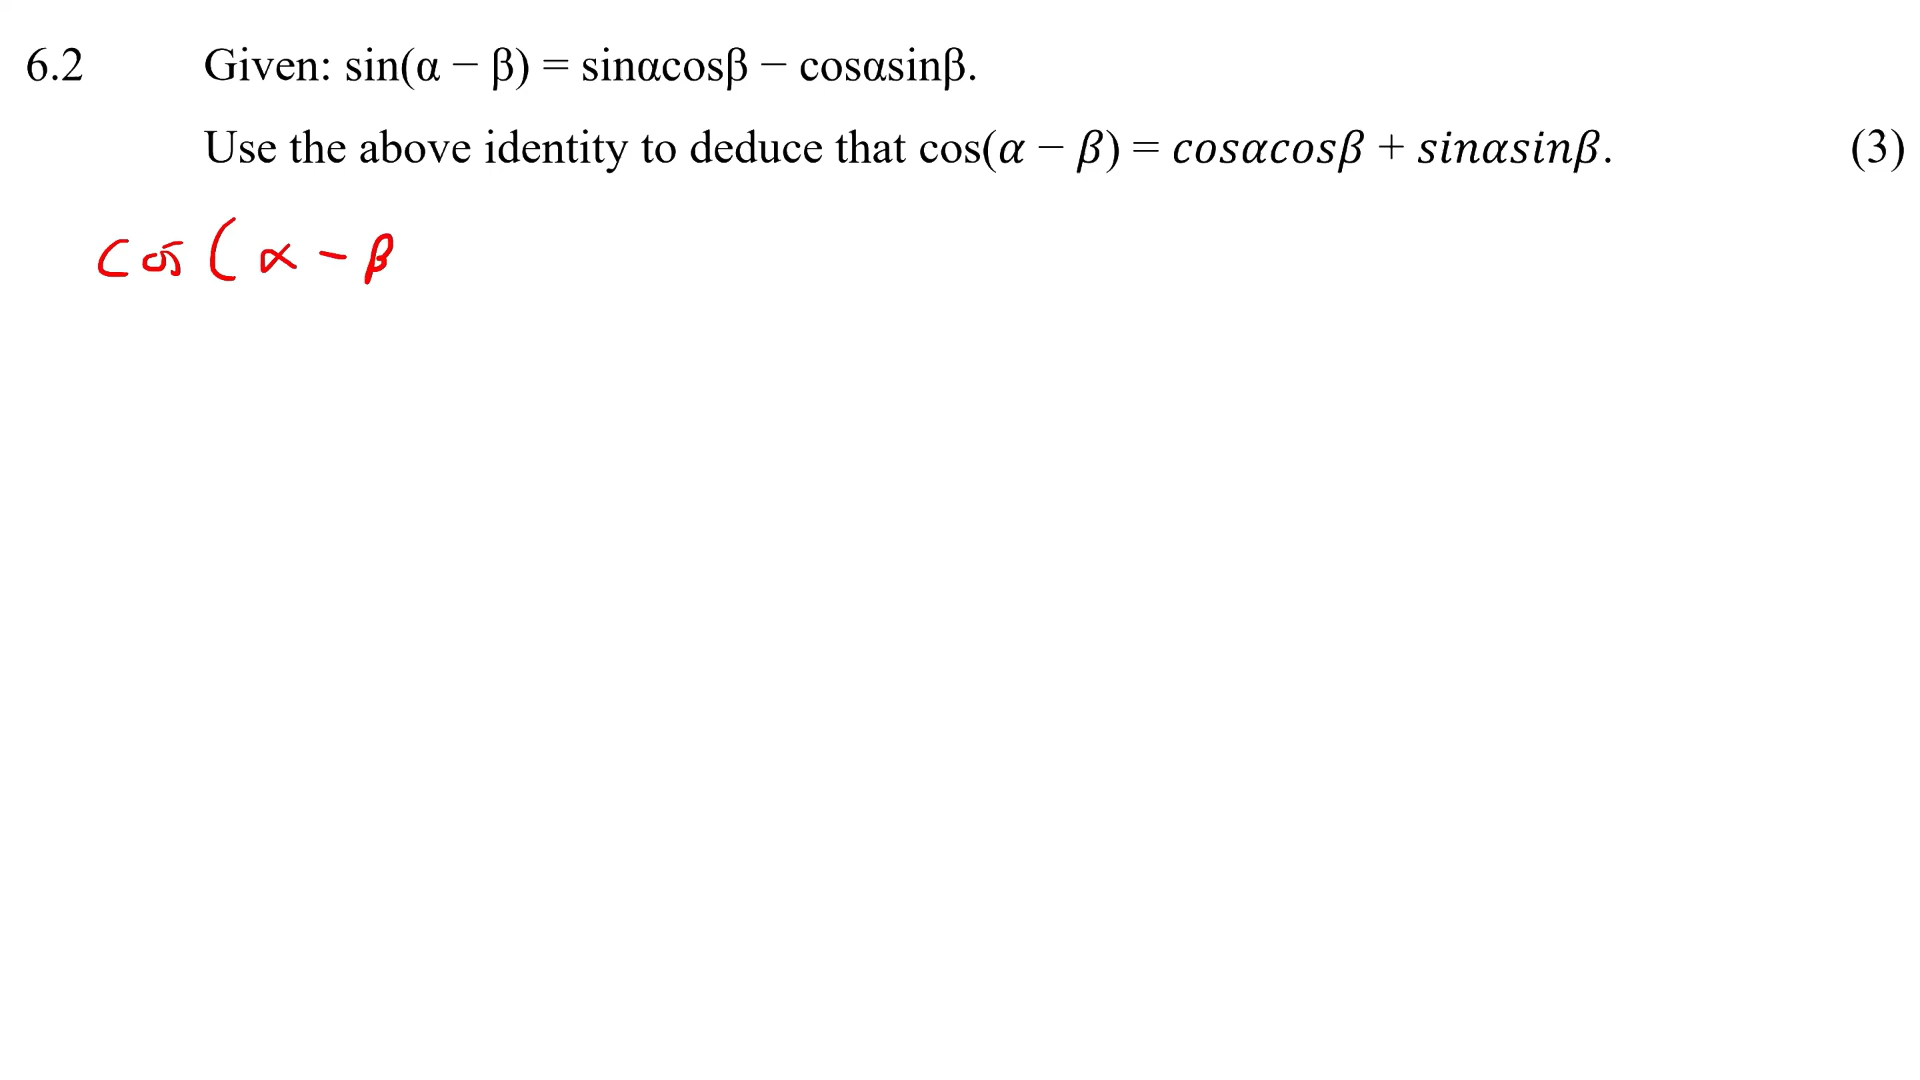 6.2 Given: sin(α − β) = sinαcosβ − cosαsinβ.
Use the above identity to deduce that cos(α − β) = cosαcosβ + sinαsinβ. (3)
cos ( α − β